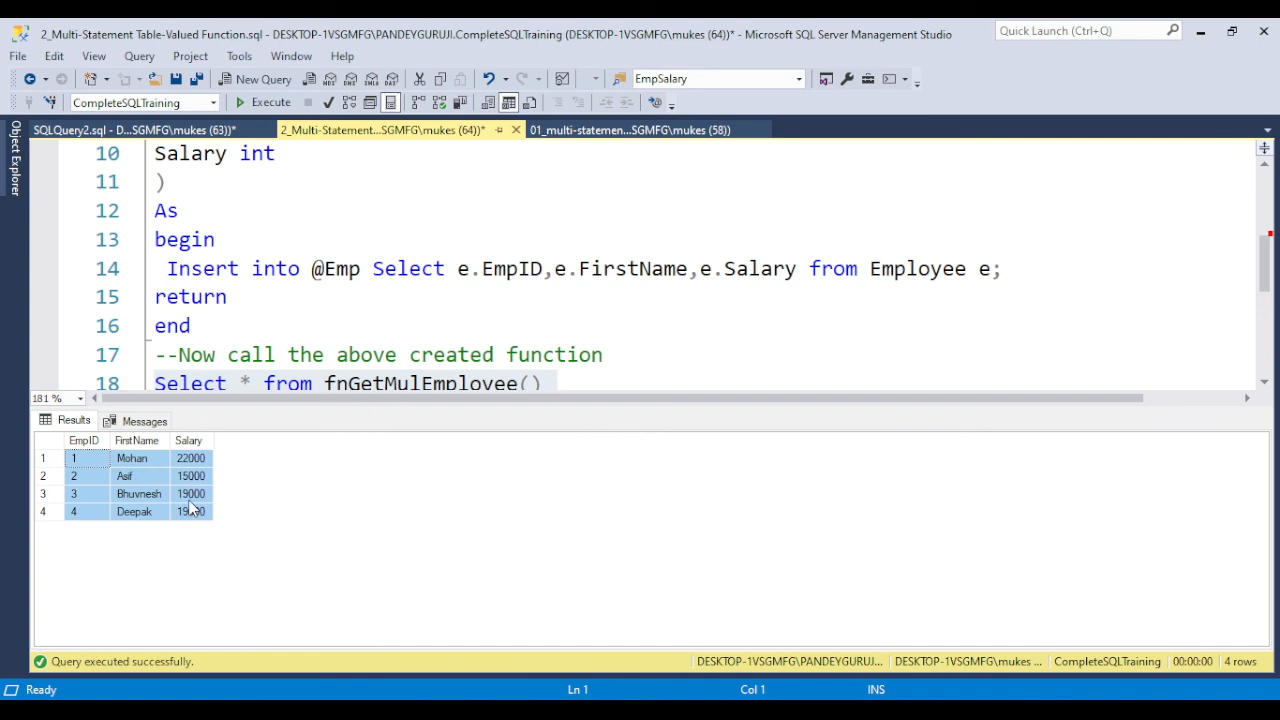 2_Multi-Statement Table-Valued Function.sql - DESKTOP-1VSGMFG\PANDEYGURUJI.CompleteSQLTraining (DESKTOP-1VSGMFG\mukes (64))* - Microsoft SQL Server Management Studio
Quick Launch (Ctrl+Q)
File Edit View Query Project Tools Window Help
New Query EmpSalary
CompleteSQLTraining Execute
SQLQuery2.sql - D...SGMFG\mukes (63))* 2_Multi-Statement...SGMFG\mukes (64))* 01_multi-statemen...SGMFG\mukes (58))
Object Explorer
10 Salary int
11 )
12 As
13 begin
14 Insert into @Emp Select e.EmpID,e.FirstName,e.Salary from Employee e;
15 return
16 end
17 --Now call the above created function
18 Select * from fnGetMulEmployee()
181 %
Results Messages
EmpID FirstName Salary
1 1 Mohan 22000
2 2 Asif 15000
3 3 Bhuvnesh 19000
4 4 Deepak
Query executed successfully. DESKTOP-1VSGMFG\PANDEYGURUJI... DESKTOP-1VSGMFG\mukes ... CompleteSQLTraining 00:00:00 4 rows
Ready Ln 1 Col 1 INS